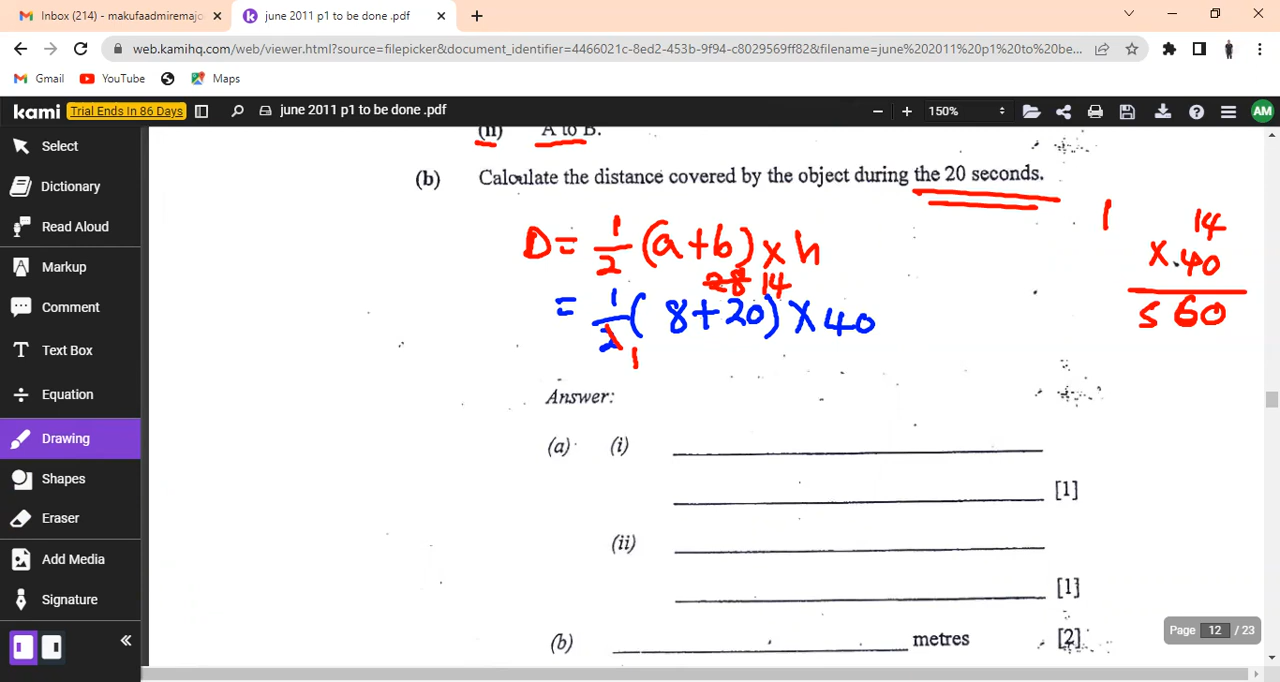 Inbox (214) - makufaadmiremajo
june 2011 p1 to be done .pdf
web.kamihq.com/web/viewer.html?source=filepicker&document_identifier=4466021c-8ed2-453b-9f94-c8029569ff82&filename=june%202011%20p1%20to%20be...
Gmail
YouTube
Maps
kami
Trial Ends In 86 Days
june 2011 p1 to be done .pdf
150%
AM
Select
Dictionary
Read Aloud
Markup
Comment
Text Box
Equation
Drawing
Shapes
Eraser
Add Media
Signature
(ii) A to B.
(b) Calculate the distance covered by the object during the 20 seconds.
D = 1/2 (a+b) x h
28 14
= 1/2 ( 8+20) x 40
1
1 14
x 40
560
Answer:
(a) (i)
[1]
(ii)
[1]
(b) metres [2]
Page 12 / 23